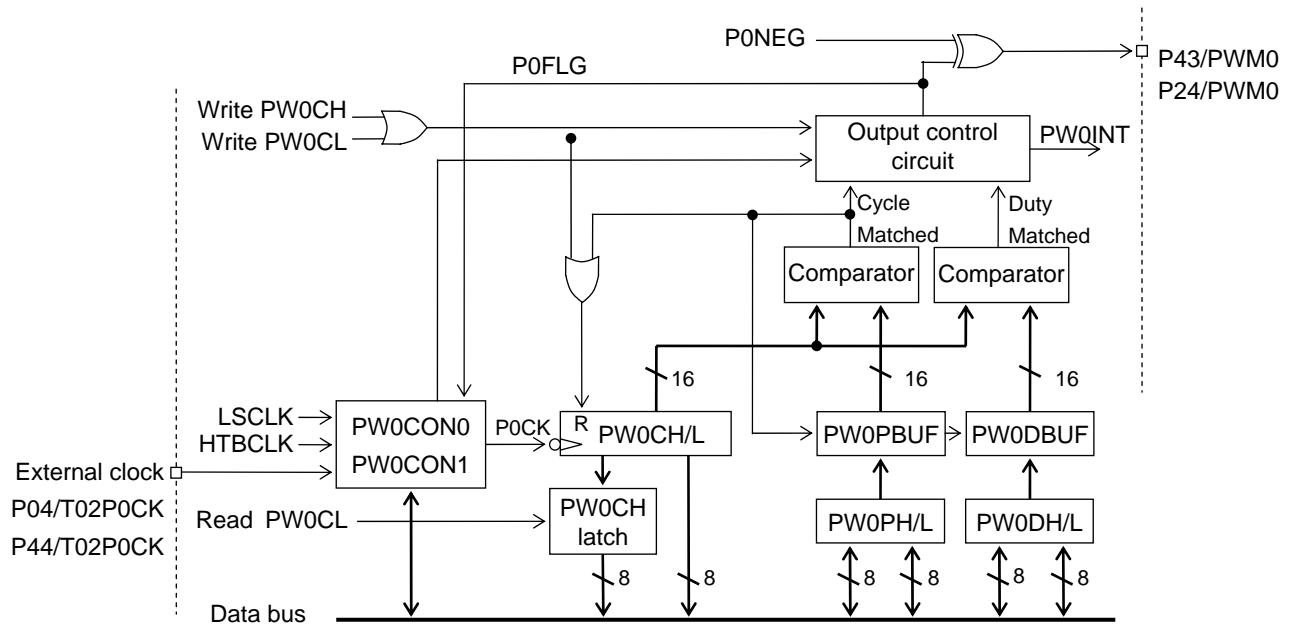 P0NEG
P43/PWM0
P24/PWM0
P0FLG
Write PW0CH
Write PW0CL
Output control
circuit
PW0INT
Cycle
Matched
Duty
Matched
Comparator
Comparator
16
16
16
LSCLK
HTBCLK
External clock
P04/T02P0CK
P44/T02P0CK
PW0CON0
PW0CON1
P0CK
R
PW0CH/L
PW0PBUF
PW0DBUF
Read PW0CL
PW0CH
latch
PW0PH/L
PW0DH/L
8
8
8
8
8
8
Data bus